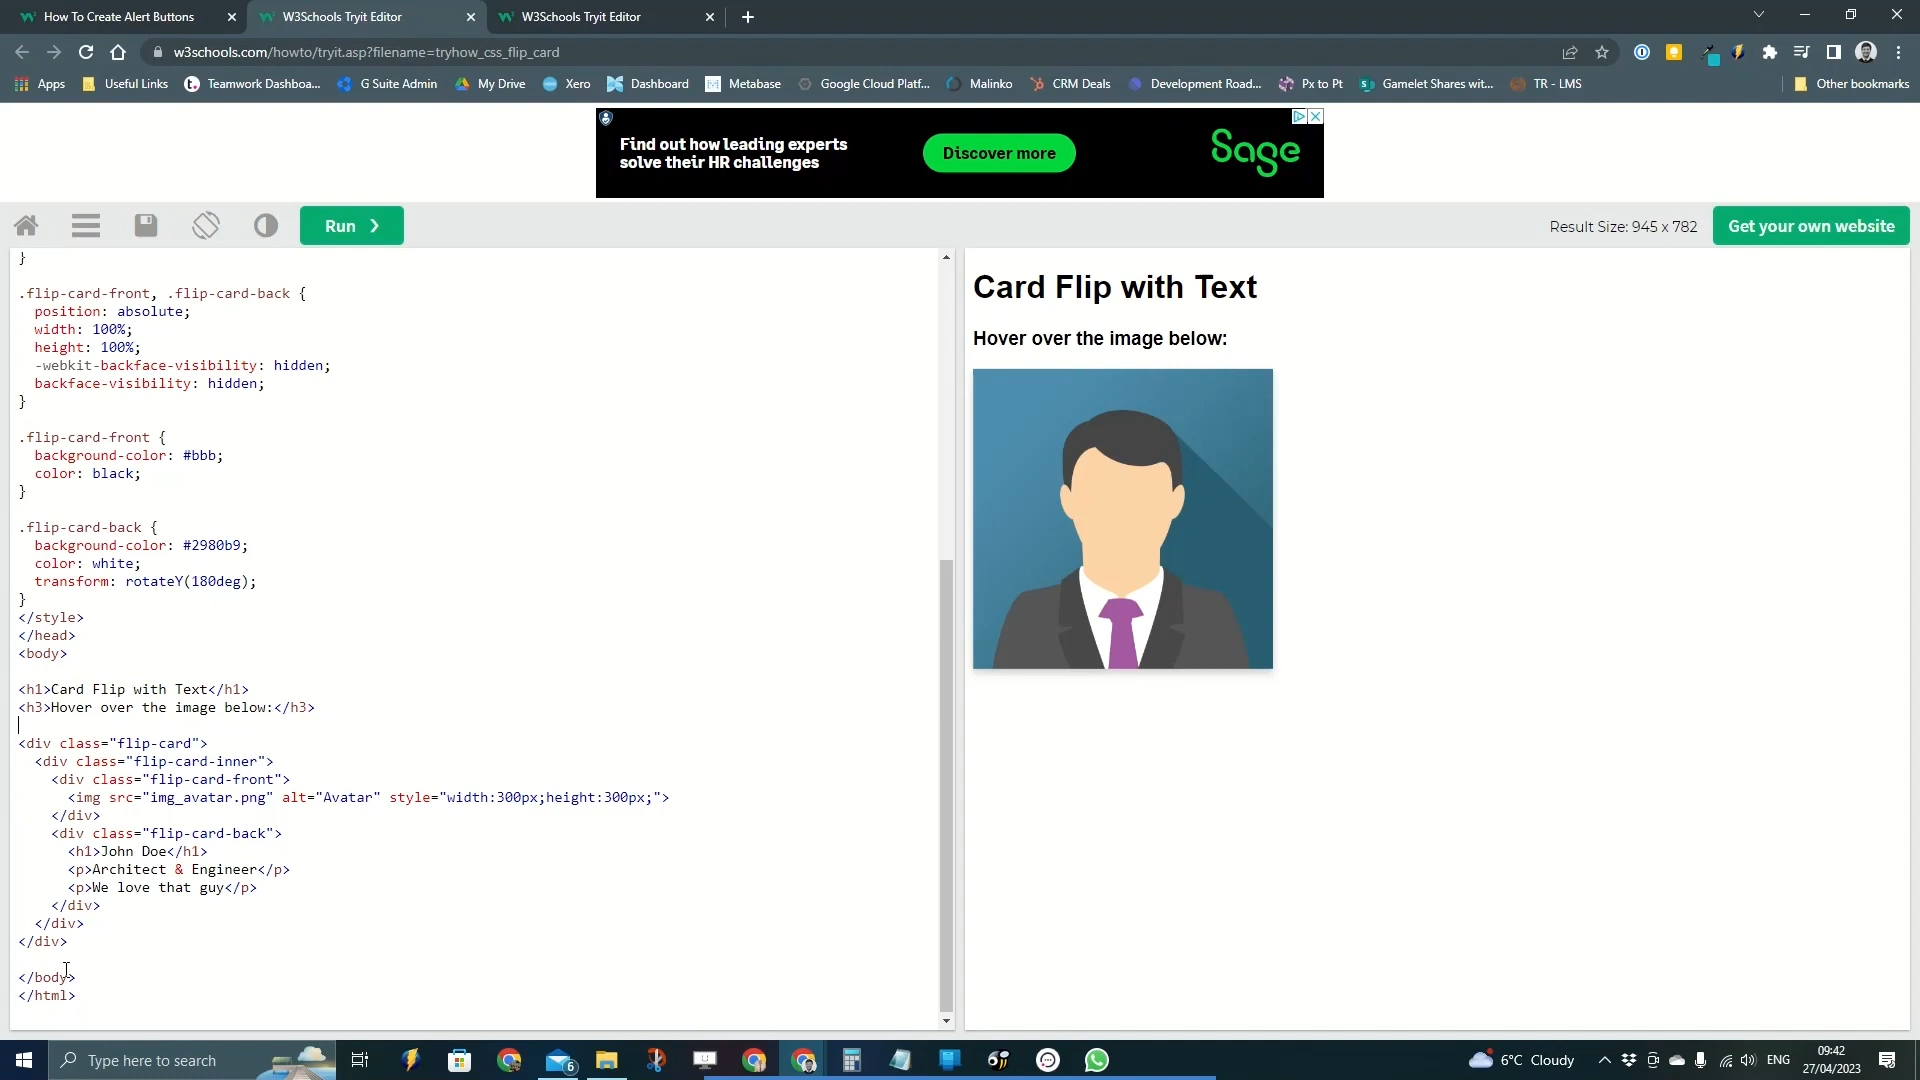 How To Create Alert Buttons
W3Schools Tryit Editor
W3Schools Tryit Editor
w3schools.com/howto/tryit.asp?filename=tryhow_css_flip_card
Apps
Useful Links
Teamwork Dashboa...
G Suite Admin
My Drive
Xero
Dashboard
Metabase
Google Cloud Platf...
Malinko
CRM Deals
Development Road...
Px to Pt
Gamelet Shares wit...
TR - LMS
Other bookmarks
Find out how leading experts
solve their HR challenges
Discover more
Sage
Run ❯
Result Size: 945 x 782
Get your own website
}
.flip-card-front, .flip-card-back {
position: absolute;
width: 100%;
height: 100%;
-webkit-backface-visibility: hidden;
backface-visibility: hidden;
}
.flip-card-front {
background-color: #bbb;
color: black;
}
.flip-card-back {
background-color: #2980b9;
color: white;
transform: rotateY(180deg);
}
</style>
</head>
<body>
<h1>Card Flip with Text</h1>
<h3>Hover over the image below:</h3>
<div class="flip-card">
<div class="flip-card-inner">
<div class="flip-card-front">
<img src="img_avatar.png" alt="Avatar" style="width:300px;height:300px;">
</div>
<div class="flip-card-back">
<h1>John Doe</h1>
<p>Architect & Engineer</p>
<p>We love that guy</p>
</div>
</div>
</div>
</body>
</html>
Card Flip with Text
Hover over the image below:
Type here to search
6
6°C Cloudy
ENG
09:42
27/04/2023